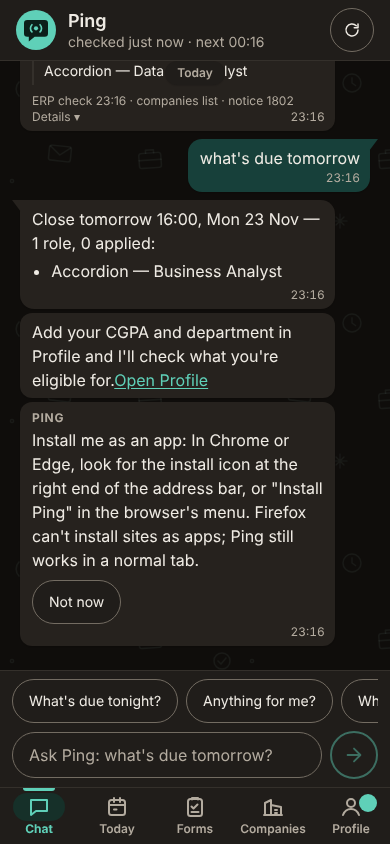 Ping
checked just now · next 00:16
Accordion — Data
Today
lyst
ERP check 23:16 · companies list · notice 1802
Details ▾
23:16
what's due tomorrow
23:16
Close tomorrow 16:00, Mon 23 Nov —
1 role, 0 applied:
• Accordion — Business Analyst
23:16
Add your CGPA and department in
Profile and I'll check what you're
eligible for.Open Profile
PING
Install me as an app: In Chrome or
Edge, look for the install icon at the
right end of the address bar, or "Install
Ping" in the browser's menu. Firefox
can't install sites as apps; Ping still
works in a normal tab.
Not now
23:16
What's due tonight?
Anything for me?
Wh
Ask Ping: what's due tomorrow?
Chat
Today
Forms
Companies
Profile